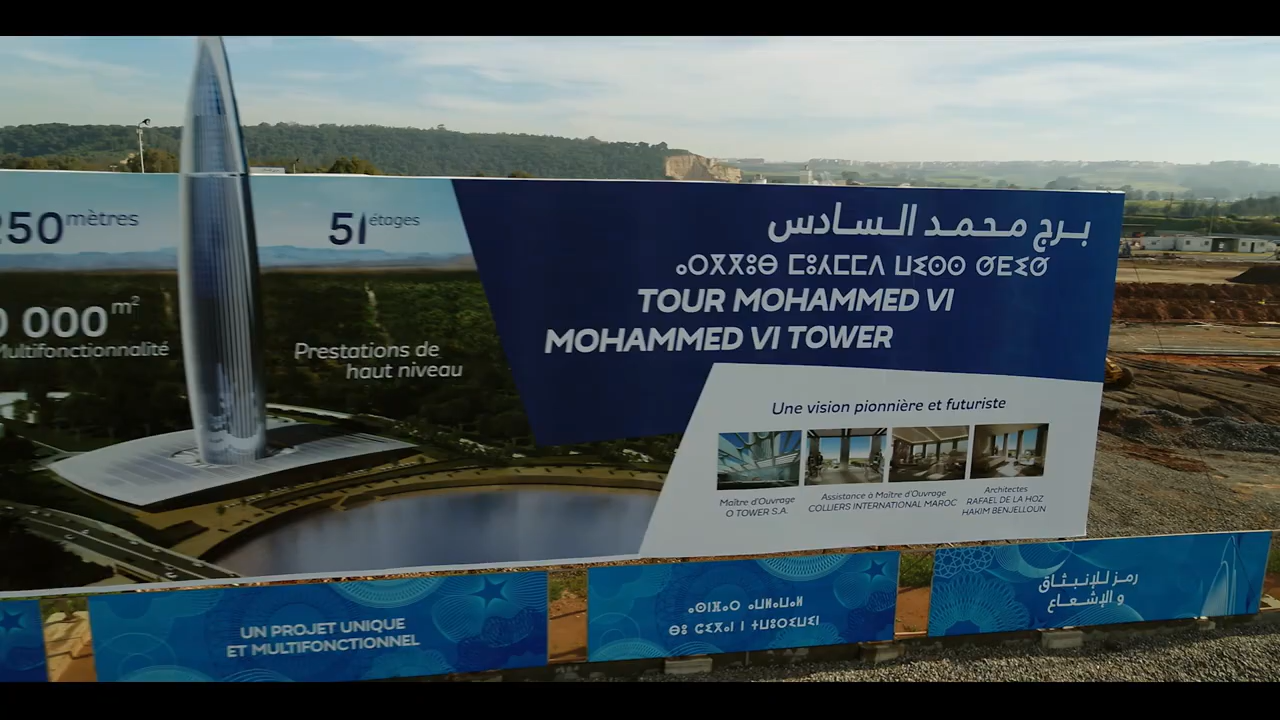 250 mètres
51 étages
0 000 m²
Multifonctionnalité
Prestations de
haut niveau
برج محمد السادس
TOUR MOHAMMED VI
MOHAMMED VI TOWER
Une vision pionnière et futuriste
Maître d'Ouvrage
O TOWER S.A.
Assistance à Maître d'Ouvrage
COLLIERS INTERNATIONAL MAROC
Architectes
RAFAEL DE LA HOZ
HAKIM BENJELLOUN
UN PROJET UNIQUE
ET MULTIFONCTIONNEL
رمز للإنبثاق
و الإشعاع